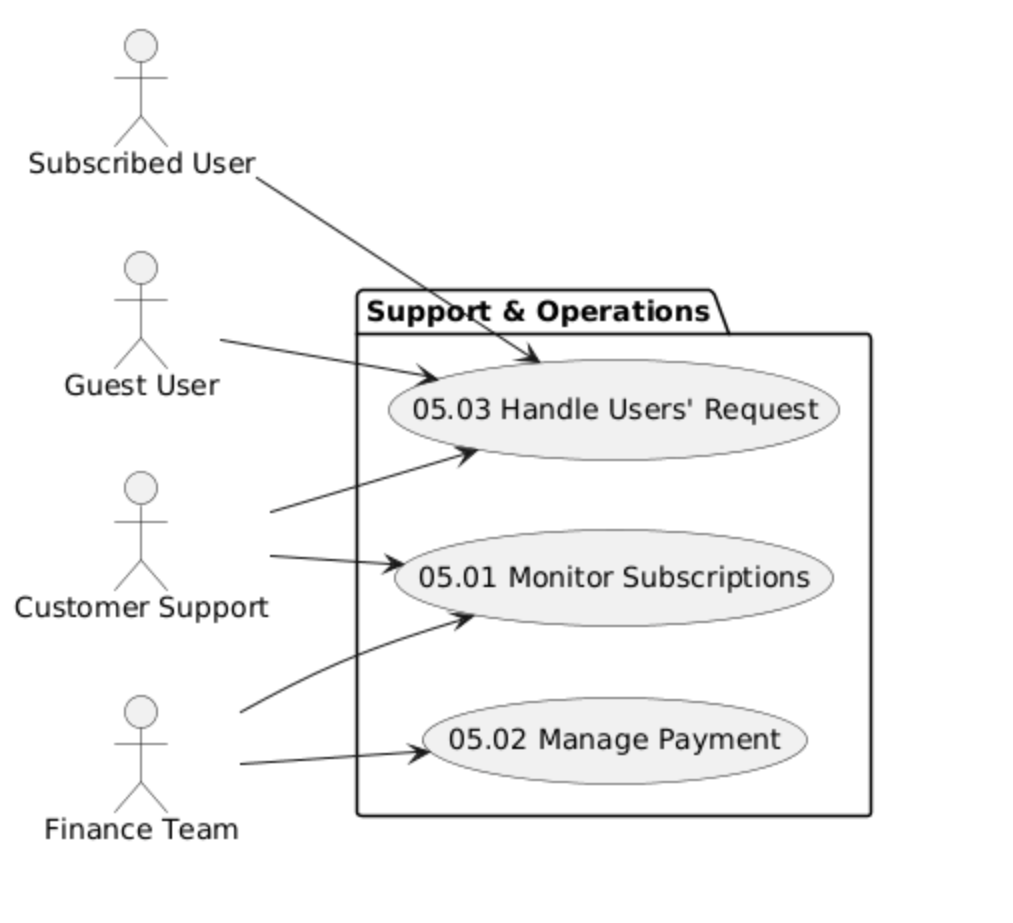 Subscribed User
Support & Operations
Guest User
05.03 Handle Users' Request
05.01 Monitor Subscriptions
Customer Support
05.02 Manage Payment
Finance Team